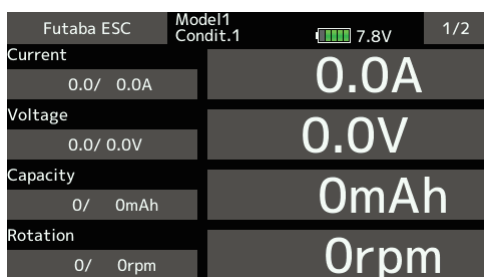 Futaba ESC
Model1
Condit.1
7.8V
1/2
Current
0.0/ 0.0A
0.0A
Voltage
0.0/ 0.0V
0.0V
Capacity
0/ 0mAh
0mAh
Rotation
0/ 0rpm
0rpm